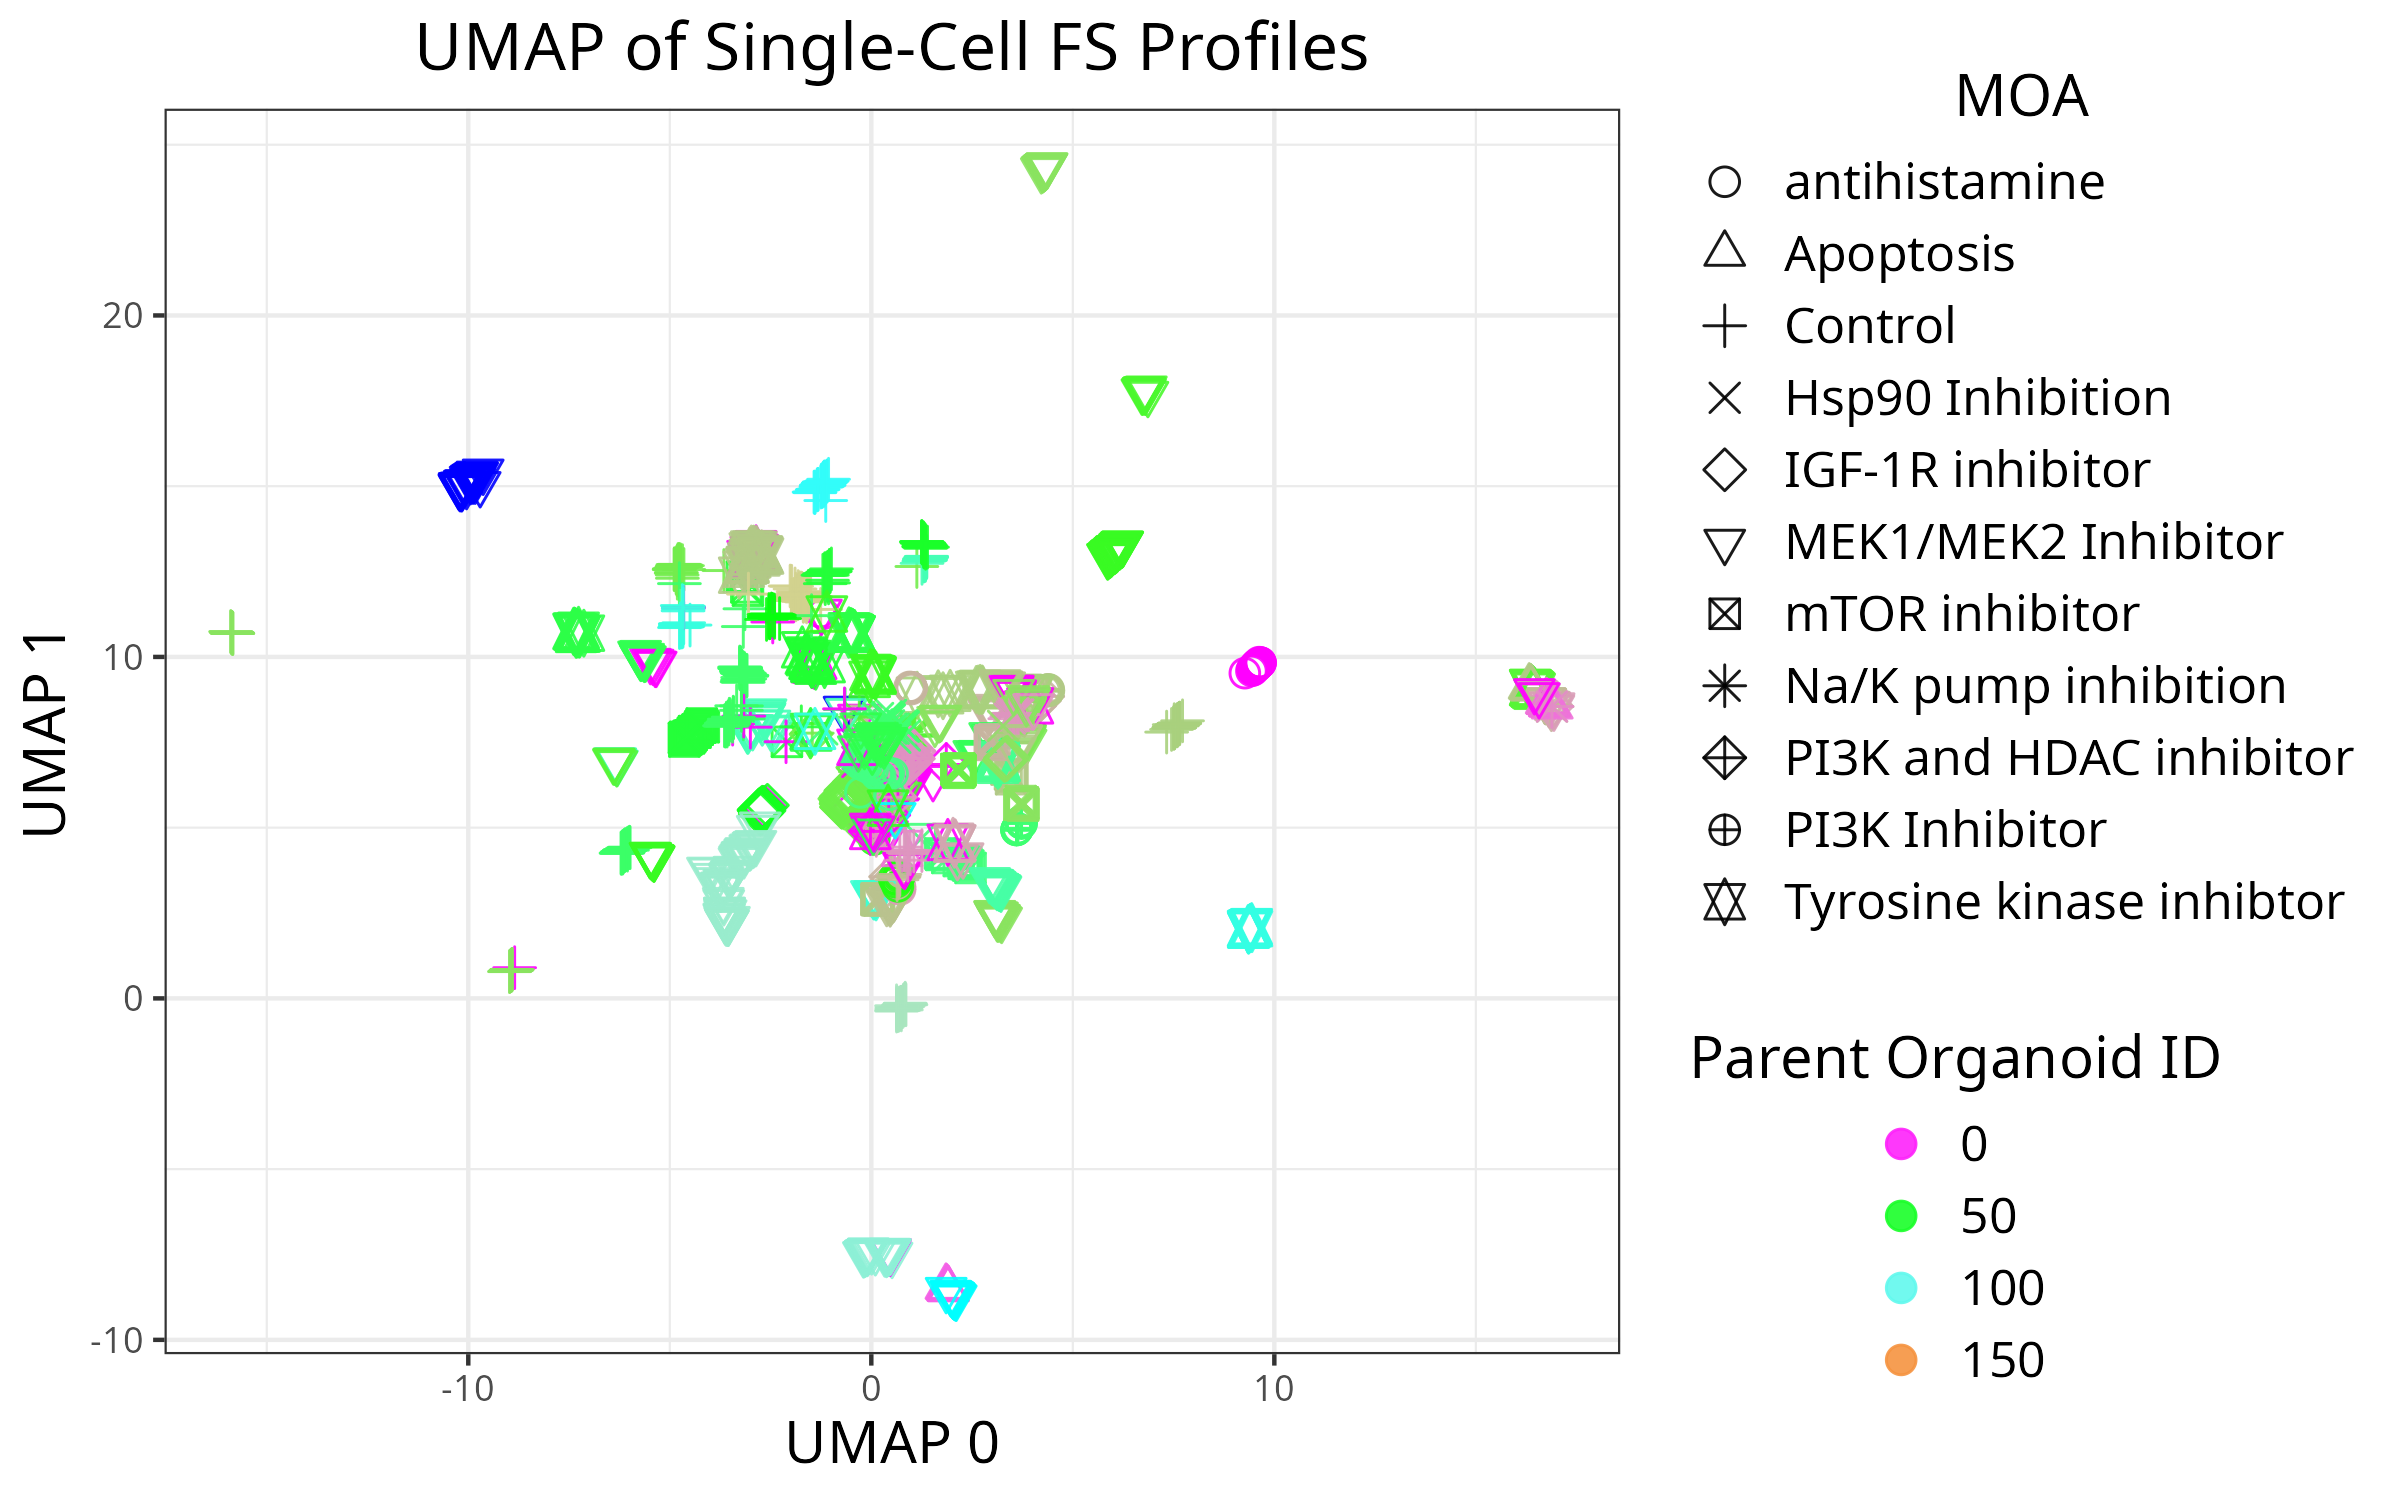 UMAP of Single-Cell FS Profiles
UMAP 1
20
10
0
-10
-10
0
10
UMAP 0
MOA
antihistamine
Apoptosis
Control
Hsp90 Inhibition
IGF-1R inhibitor
MEK1/MEK2 Inhibitor
mTOR inhibitor
Na/K pump inhibition
PI3K and HDAC inhibitor
PI3K Inhibitor
Tyrosine kinase inhibtor
Parent Organoid ID
0
50
100
150